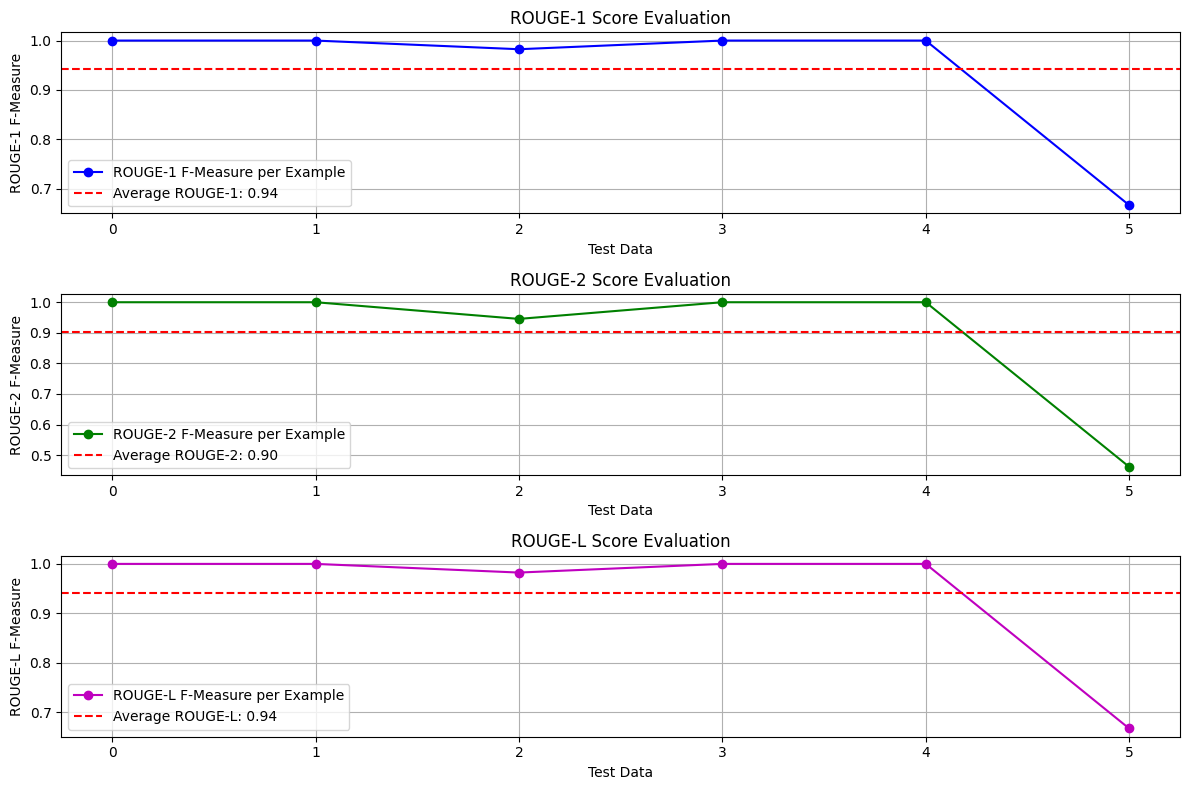 ROUGE-1 Score Evaluation
ROUGE-1 F-Measure
1.0
0.9
0.8
0.7
ROUGE-1 F-Measure per Example
Average ROUGE-1: 0.94
0 1 2 3 4 5
Test Data
ROUGE-2 Score Evaluation
ROUGE-2 F-Measure
1.0
0.9
0.8
0.7
0.6
0.5
ROUGE-2 F-Measure per Example
Average ROUGE-2: 0.90
0 1 2 3 4 5
Test Data
ROUGE-L Score Evaluation
ROUGE-L F-Measure
1.0
0.9
0.8
0.7
ROUGE-L F-Measure per Example
Average ROUGE-L: 0.94
0 1 2 3 4 5
Test Data